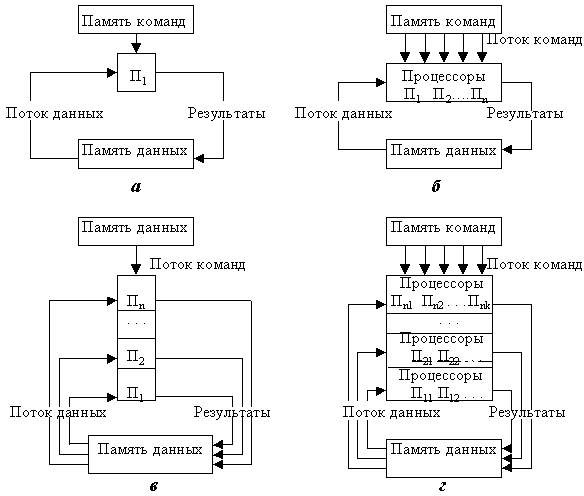 Память команд
П1
Поток данных
Результаты
Память данных
а
Память команд
Поток команд
Процессоры
П1 П2....Пn
Поток данных
Результаты
Память данных
б
Память данных
Поток команд
Пn
...
П2
П1
Поток данных
Результаты
Память данных
в
Память команд
Поток команд
Процессоры
Пn1 Пn2 ... Пnk
...
Процессоры
П21 П22 ...
Процессоры
П11 П12 ...
Поток данных
Результаты
Память данных
г